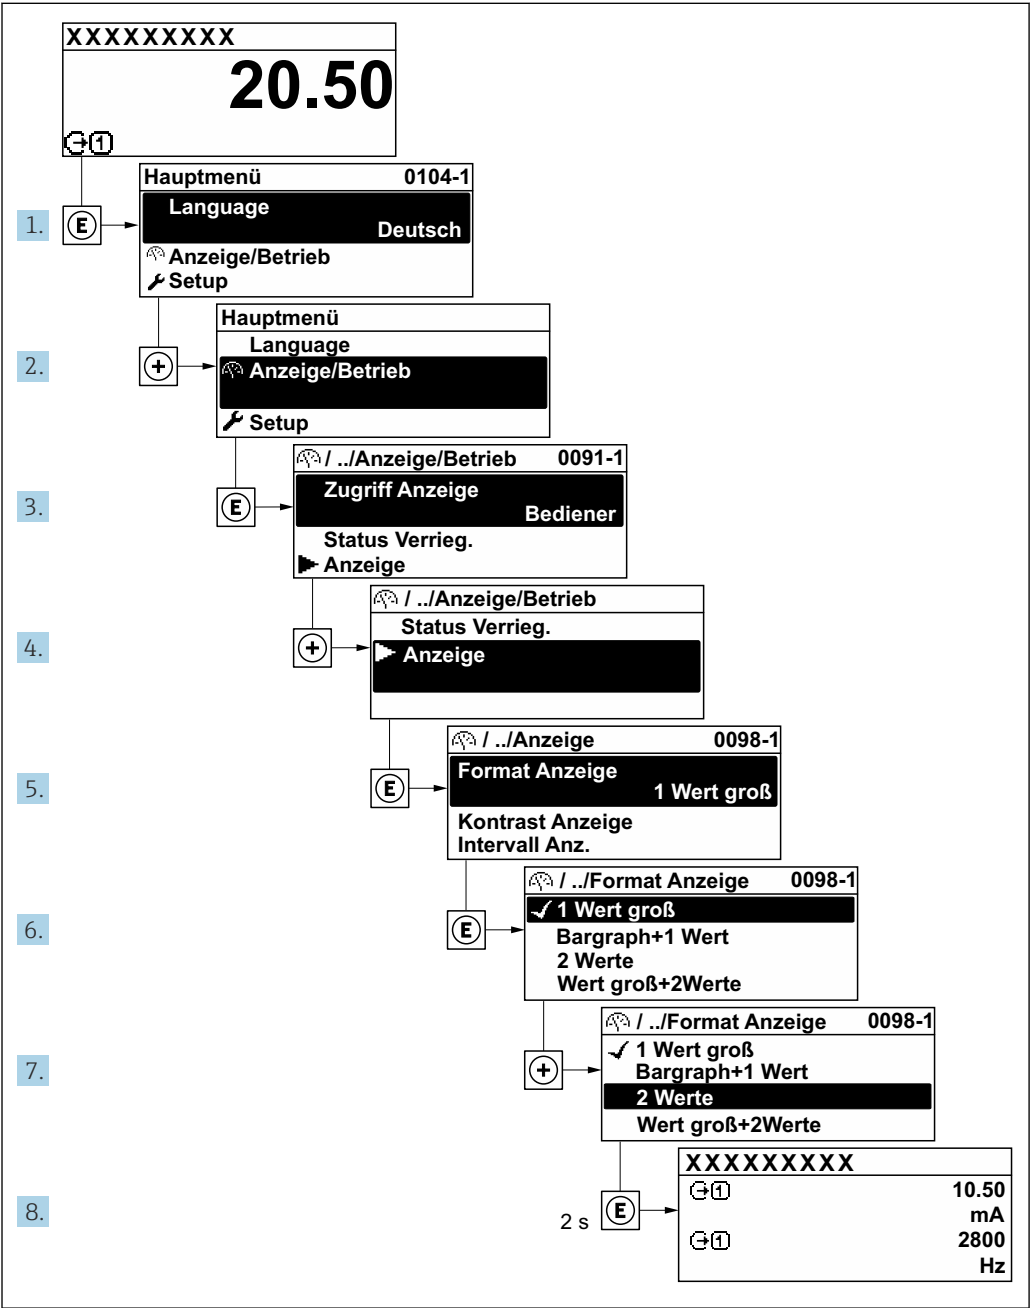 XXXXXXXXX
20.50
1
Hauptmenü 0104-1
Language
Deutsch
Anzeige/Betrieb
Setup
1.
E
Hauptmenü
Language
Anzeige/Betrieb
Setup
2.
+
/ ../Anzeige/Betrieb 0091-1
Zugriff Anzeige
Bediener
Status Verrieg.
Anzeige
3.
E
/ ../Anzeige/Betrieb
Status Verrieg.
Anzeige
4.
+
/ ../Anzeige 0098-1
Format Anzeige
1 Wert groß
Kontrast Anzeige
Intervall Anz.
5.
E
/ ../Format Anzeige 0098-1
1 Wert groß
Bargraph+1 Wert
2 Werte
Wert groß+2Werte
6.
E
/ ../Format Anzeige 0098-1
1 Wert groß
Bargraph+1 Wert
2 Werte
Wert groß+2Werte
7.
+
XXXXXXXXX
1 10.50
mA
1 2800
Hz
8.
2 s
E